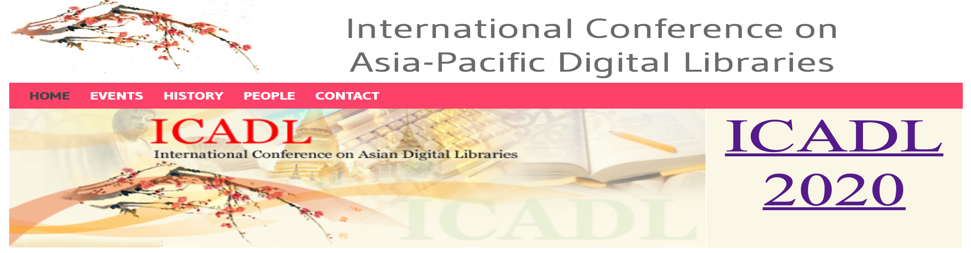 International Conference on
Asia-Pacific Digital Libraries
HOME EVENTS HISTORY PEOPLE CONTACT
ICADL
International Conference on Asian Digital Libraries
ICADL
ICADL
2020